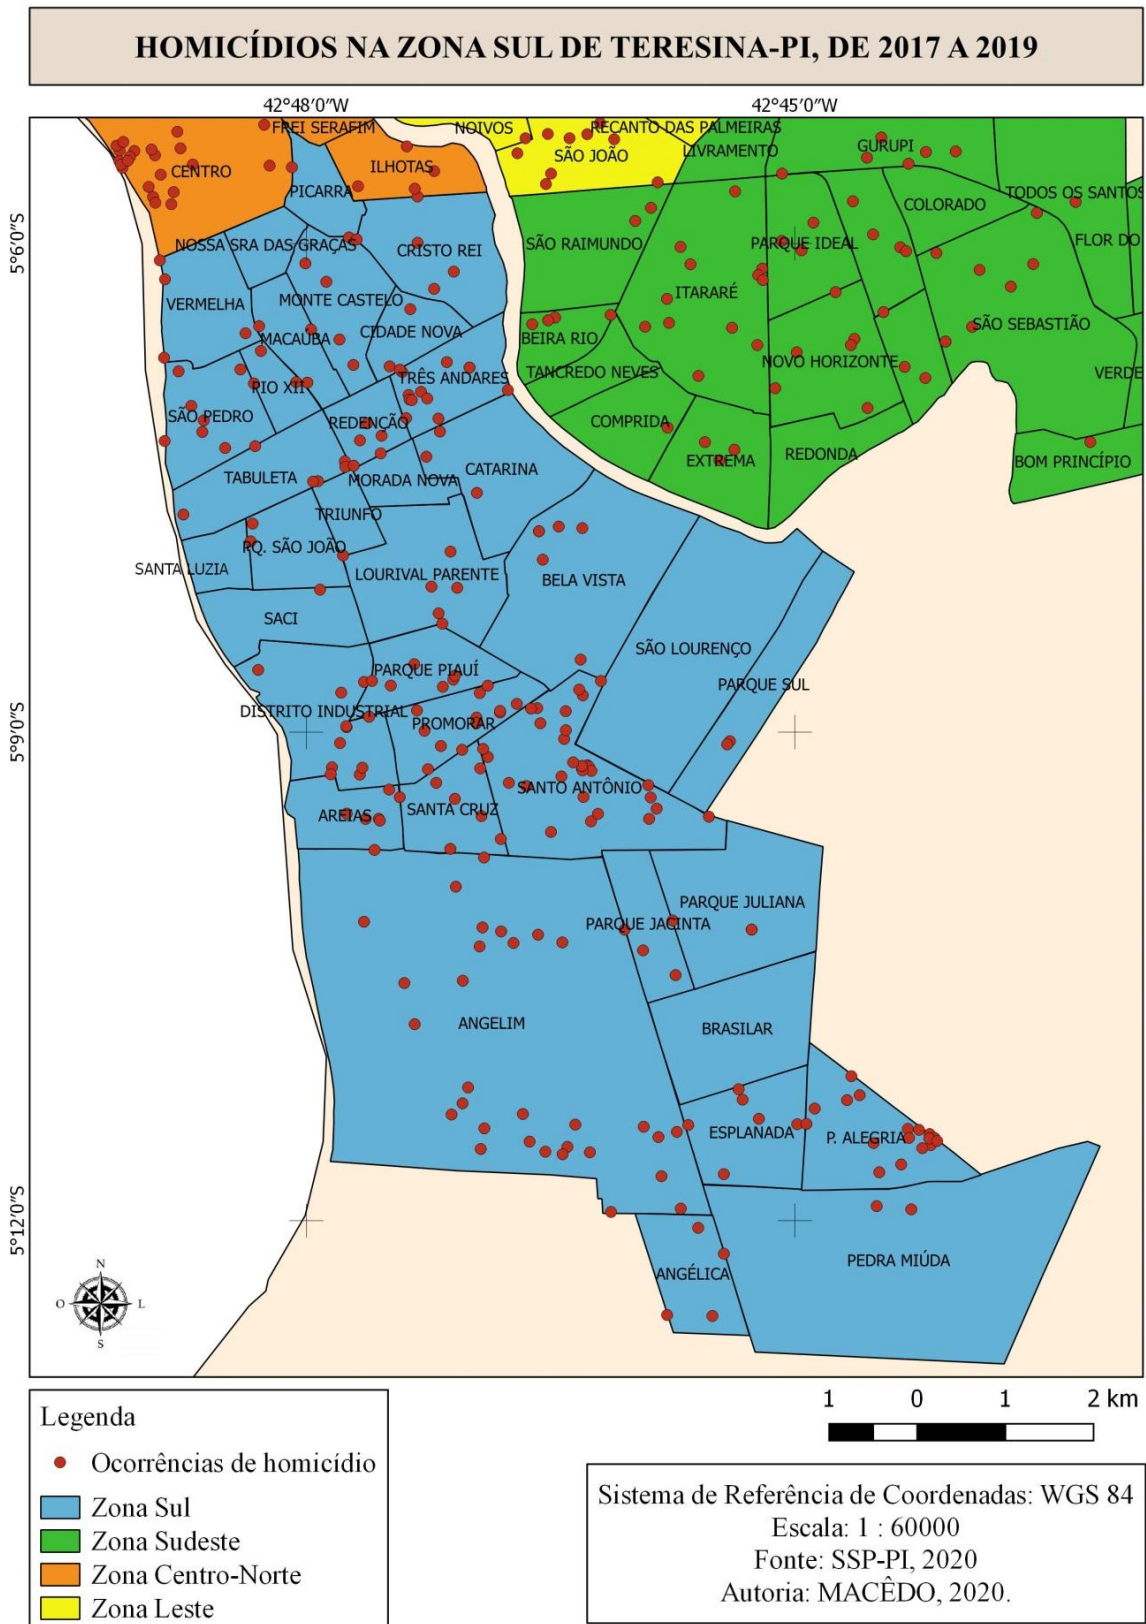 HOMICÍDIOS NA ZONA SUL DE TERESINA-PI, DE 2017 A 2019
42°48'0"W
42°45'0"W
FREI SERAFIM
NOIVOS
RECANTO DAS PALMEIRAS
GURUPI
CENTRO
ILHOTAS
SÃO JOÃO
LIVRAMENTO
PICARRA
TODOS OS SANTOS
COLORADO
5°6'0"S
NOSSA SRA DAS GRAÇAS
CRISTO REI
SÃO RAIMUNDO
PARQUE IDEAL
FLOR DO
VERMELHA
MONTE CASTELO
ITARARÉ
MACAÚBA
CIDADE NOVA
BEIRA RIO
SÃO SEBASTIÃO
PIO XII
TRÊS ANDARES
TANCREDO NEVES
NOVO HORIZONTE
VERDE
SÃO PEDRO
REDENÇÃO
COMPRIDA
EXTREMA
REDONDA
BOM PRINCÍPIO
TABULETA
MORADA NOVA
CATARINA
TRIUNFO
SANTA LUZIA
PQ. SÃO JOÃO
LOURIVAL PARENTE
BELA VISTA
SACI
SÃO LOURENÇO
PARQUE PIAUÍ
PARQUE SUL
5°9'0"S
DISTRITO INDUSTRIAL
PROMORAR
SANTO ANTÔNIO
AREIAS
SANTA CRUZ
PARQUE JULIANA
PARQUE JACINTA
ANGELIM
BRASILAR
ESPLANADA
P. ALEGRIA
5°12'0"S
ANGÉLICA
PEDRA MIÚDA
N
O
L
S
1 0 1 2 km
Legenda
Ocorrências de homicídio
Zona Sul
Zona Sudeste
Zona Centro-Norte
Zona Leste
Sistema de Referência de Coordenadas: WGS 84
Escala: 1 : 60000
Fonte: SSP-PI, 2020
Autoria: MACÊDO, 2020.